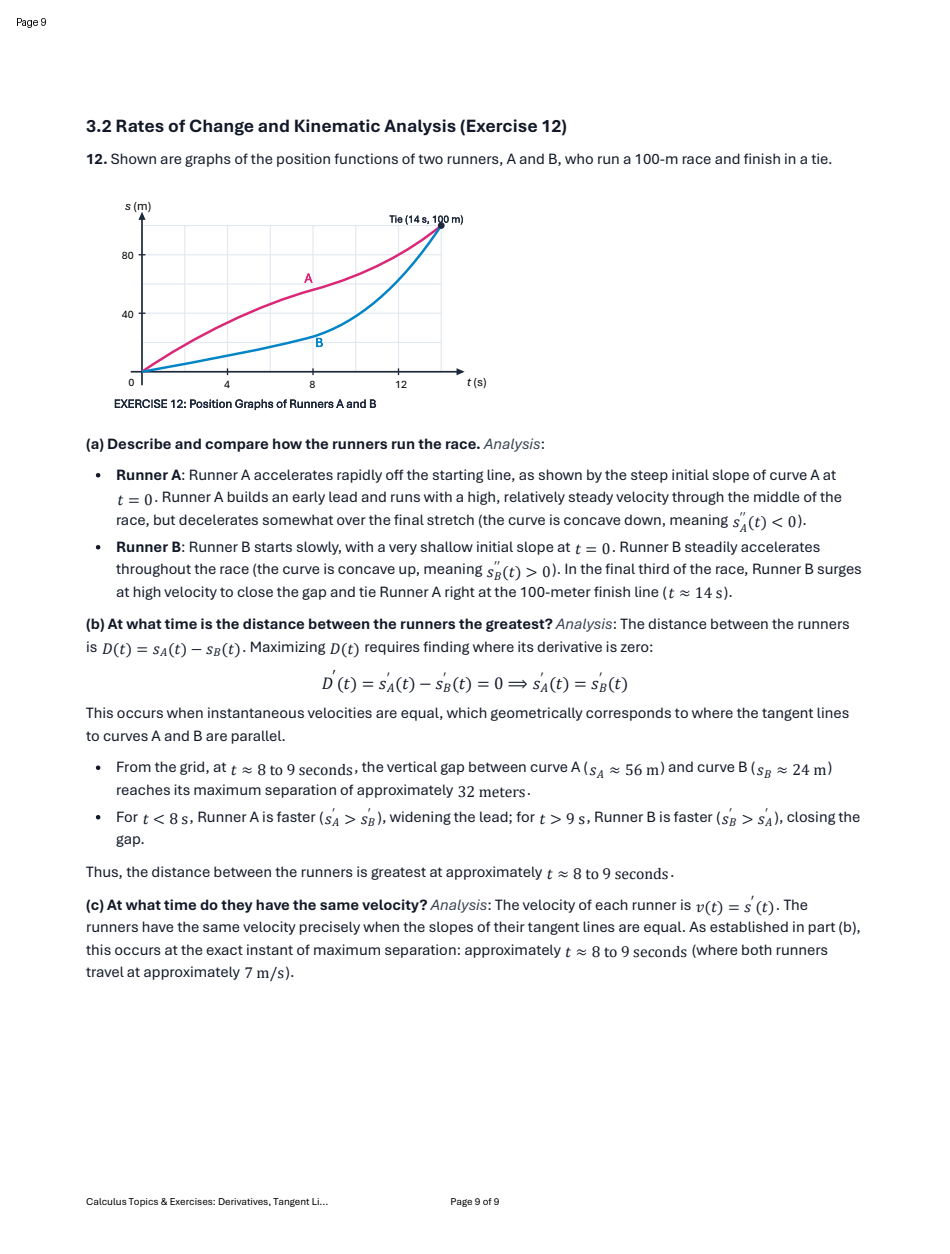 Page 9
3.2 Rates of Change and Kinematic Analysis (Exercise 12)
12. Shown are graphs of the position functions of two runners, A and B, who run a 100-m race and finish in a tie.
s (m)
Tie (14 s, 100 m)
80
A
40
B
0
4
8
12
t (s)
EXERCISE 12: Position Graphs of Runners A and B
(a) Describe and compare how the runners run the race. Analysis:
• Runner A: Runner A accelerates rapidly off the starting line, as shown by the steep initial slope of curve A at
t = 0. Runner A builds an early lead and runs with a high, relatively steady velocity through the middle of the
race, but decelerates somewhat over the final stretch (the curve is concave down, meaning s''_A(t) < 0).
• Runner B: Runner B starts slowly, with a very shallow initial slope at t = 0. Runner B steadily accelerates
throughout the race (the curve is concave up, meaning s''_B(t) > 0). In the final third of the race, Runner B surges
at high velocity to close the gap and tie Runner A right at the 100-meter finish line (t ≈ 14 s).
(b) At what time is the distance between the runners the greatest? Analysis: The distance between the runners
is D(t) = s_A(t) − s_B(t). Maximizing D(t) requires finding where its derivative is zero:
D'(t) = s'_A(t) − s'_B(t) = 0 ⟹ s'_A(t) = s'_B(t)
This occurs when instantaneous velocities are equal, which geometrically corresponds to where the tangent lines
to curves A and B are parallel.
• From the grid, at t ≈ 8 to 9 seconds, the vertical gap between curve A (s_A ≈ 56 m) and curve B (s_B ≈ 24 m)
reaches its maximum separation of approximately 32 meters.
• For t < 8 s, Runner A is faster (s'_A > s'_B), widening the lead; for t > 9 s, Runner B is faster (s'_B > s'_A), closing the
gap.
Thus, the distance between the runners is greatest at approximately t ≈ 8 to 9 seconds.
(c) At what time do they have the same velocity? Analysis: The velocity of each runner is v(t) = s'(t). The
runners have the same velocity precisely when the slopes of their tangent lines are equal. As established in part (b),
this occurs at the exact instant of maximum separation: approximately t ≈ 8 to 9 seconds (where both runners
travel at approximately 7 m/s).
Calculus Topics & Exercises: Derivatives, Tangent Li...
Page 9 of 9